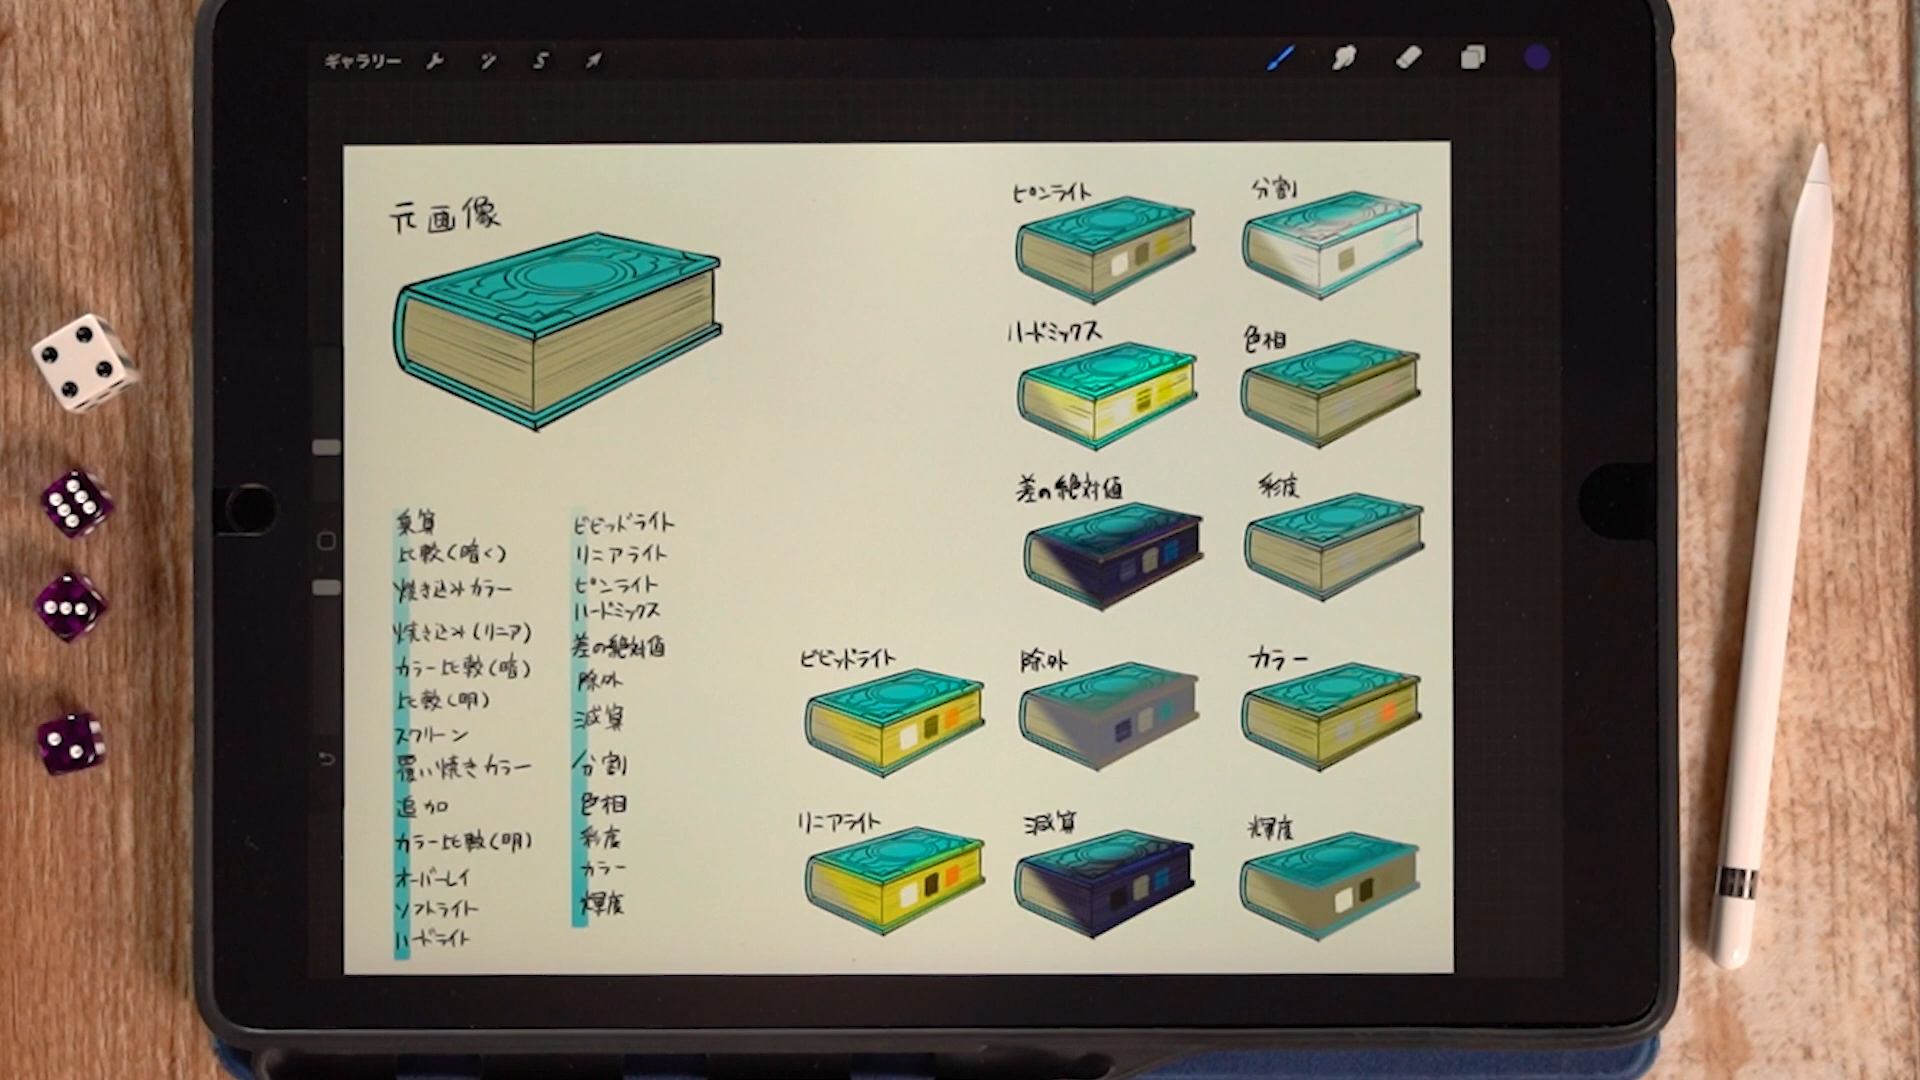 ギャラリー
元画像
乗算
比較(暗く)
焼き込みカラー
焼き込み(リニア)
カラー比較(暗)
比較(明)
スクリーン
覆い焼きカラー
追加
カラー比較(明)
オーバーレイ
ソフトライト
ハードライト
ビビッドライト
リニアライト
ピンライト
ハードミックス
差の絶対値
除外
減算
分割
色相
彩度
カラー
輝度
ピンライト
分割
ハードミックス
色相
差の絶対値
彩度
ビビッドライト
除外
カラー
リニアライト
減算
輝度